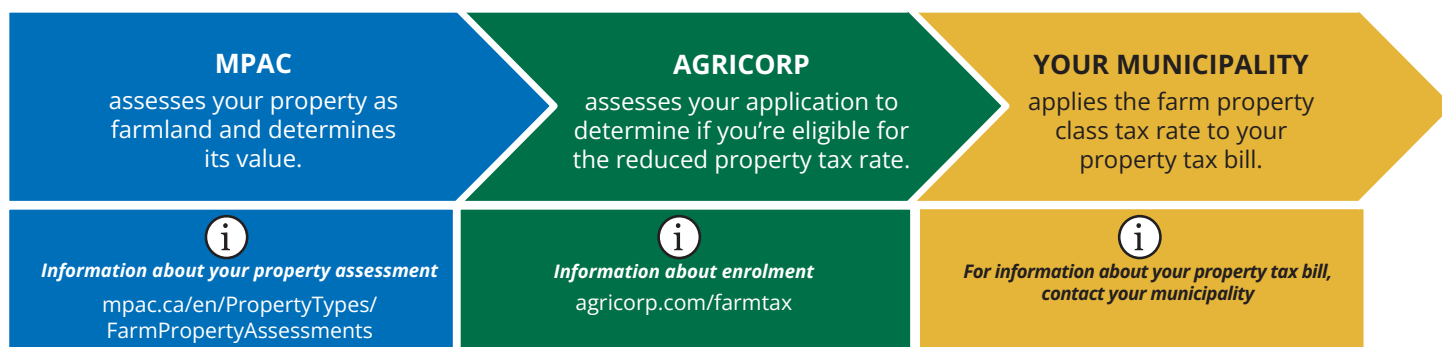 MPAC
assesses your property as
farmland and determines
its value.
AGRICORP
assesses your application to
determine if you’re eligible for
the reduced property tax rate.
YOUR MUNICIPALITY
applies the farm property
class tax rate to your
property tax bill.
i
Information about your property assessment
mpac.ca/en/PropertyTypes/
FarmPropertyAssessments
i
Information about enrolment
agricorp.com/farmtax
i
For information about your property tax bill,
contact your municipality